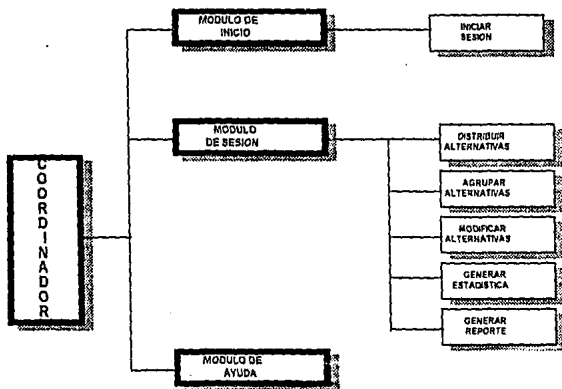 MODULO DE
INICIO
INICIAR
SESION
MODULO
DE SESION
DISTRIBUIR
ALTERNATIVAS
AGRUPAR
ALTERNATIVAS
MODIFICAR
ALTERNATIVAS
GENERAR
ESTADISTICA
GENERAR
REPORTE
COORDINADOR
MODULO DE
AYUDA